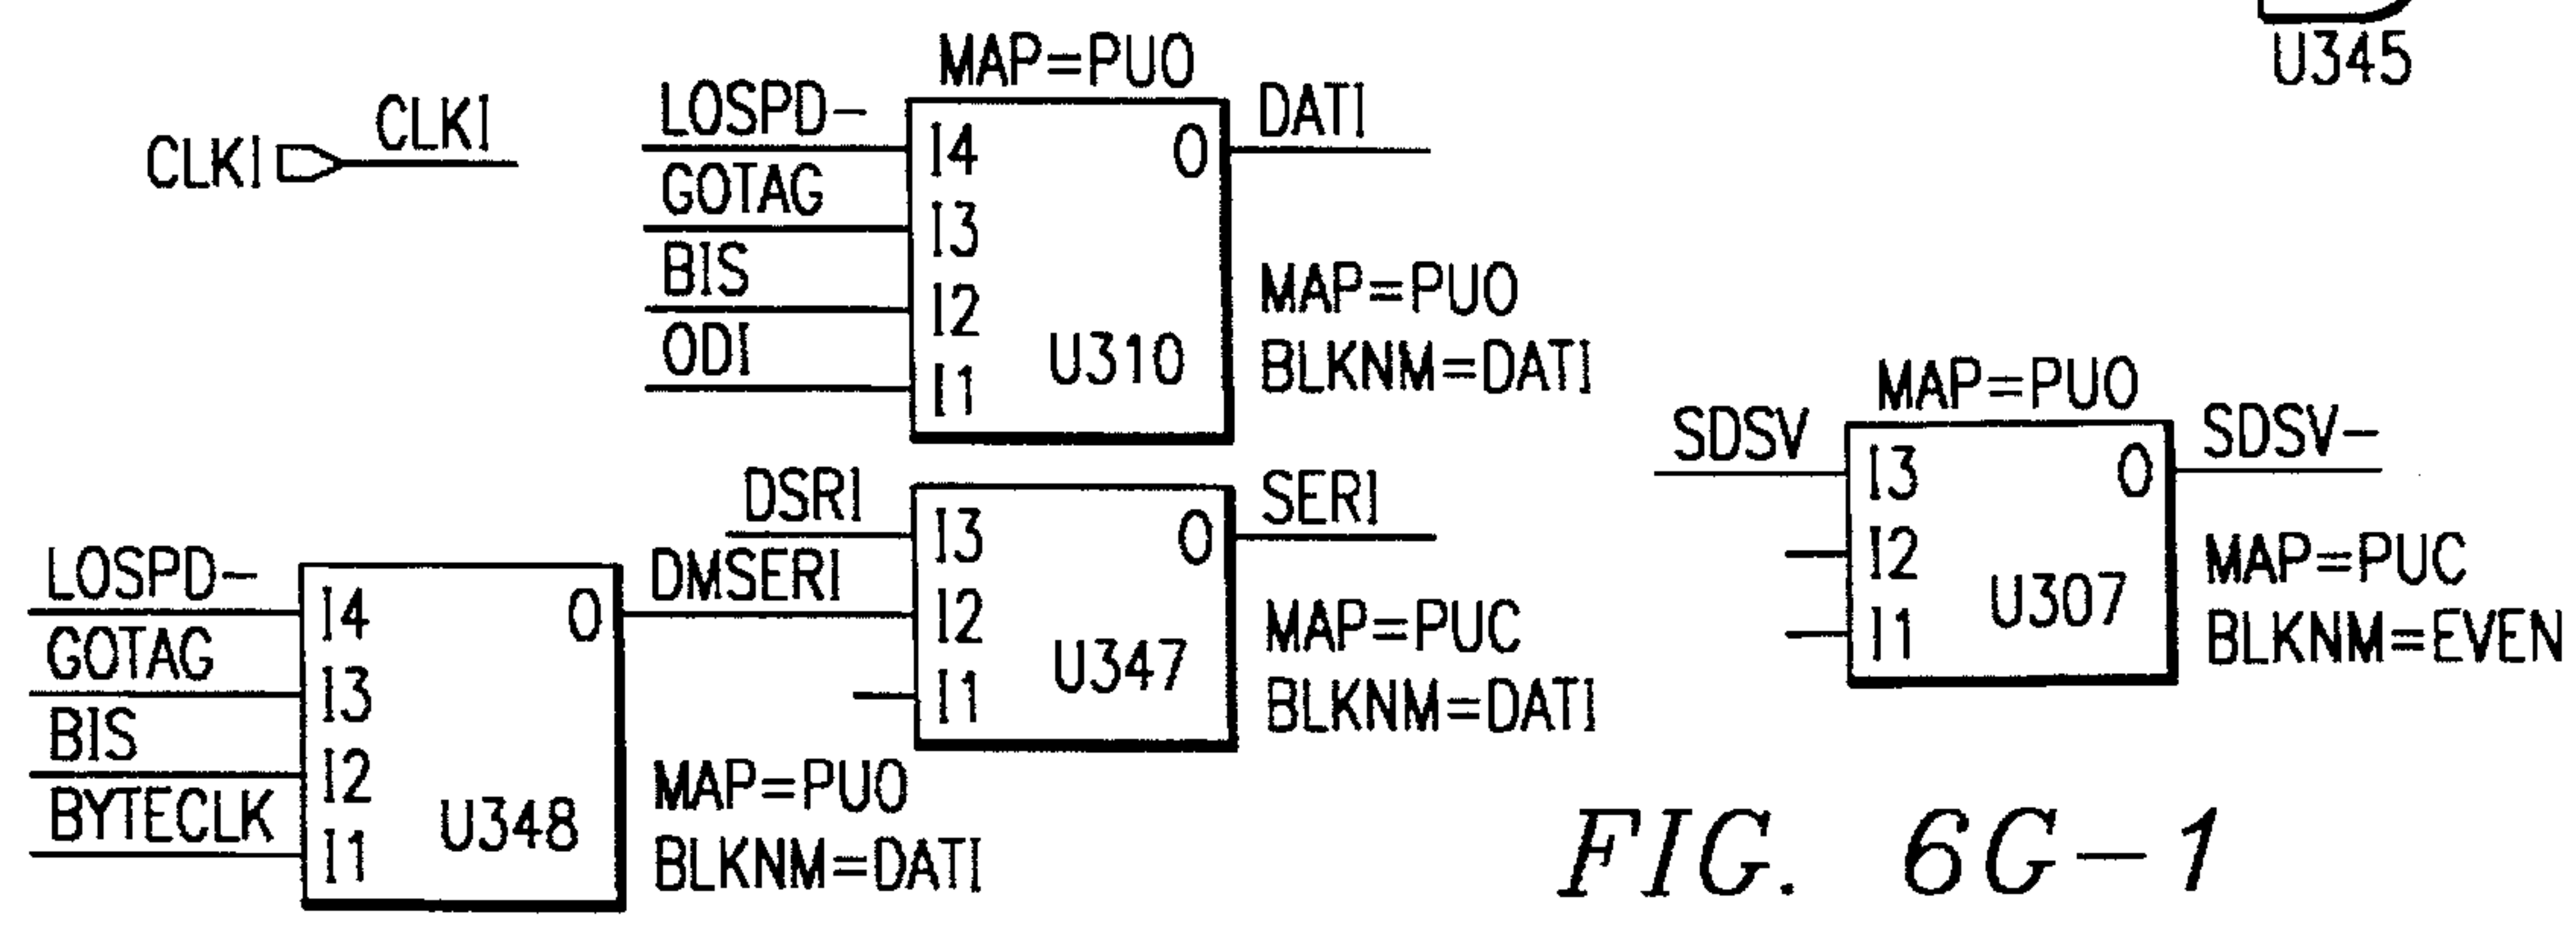 U345
CLKI
CLKI
MAP=PUO
LOSPD-
GOTAG
BIS
ODI
I4
I3
I2
I1
O
U310
DATI
MAP=PUO
BLKNM=DATI
DSRI
DMSERI
I3
I2
I1
O
U347
SERI
MAP=PUC
BLKNM=DATI
LOSPD-
GOTAG
BIS
BYTECLK
I4
I3
I2
I1
O
U348
MAP=PUO
BLKNM=DATI
MAP=PUO
SDSV
I3
I2
I1
O
U307
SDSV-
MAP=PUC
BLKNM=EVEN
FIG. 6G-1